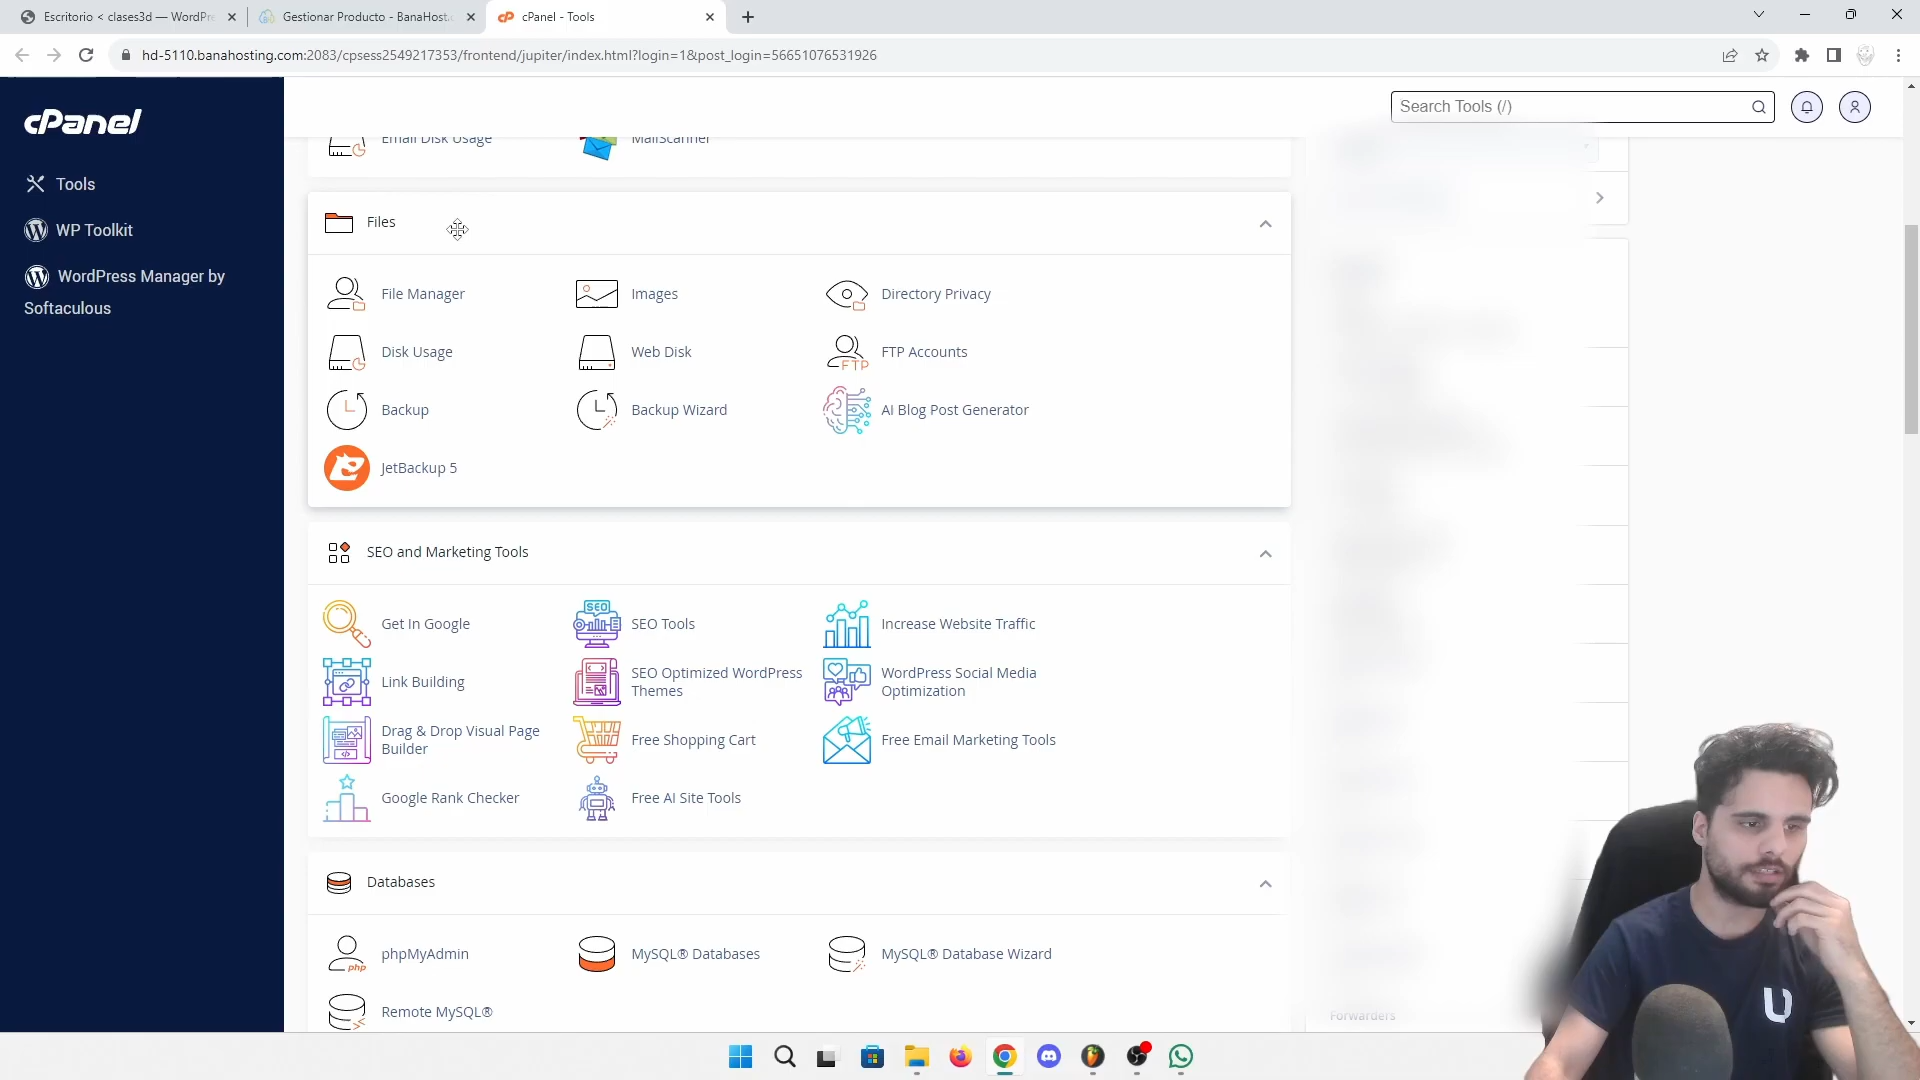 Escritorio < clases3d — WordPr
Gestionar Producto - BanaHost.
cPanel - Tools
hd-5110.banahosting.com:2083/cpsess2549217353/frontend/jupiter/index.html?login=1&post_login=56651076531926
cPanel
Search Tools (/)
Tools
WP Toolkit
WordPress Manager by
Softaculous
Email Disk Usage
MailScanner
Files
File Manager
Images
Directory Privacy
Disk Usage
Web Disk
FTP Accounts
FTP
Backup
Backup Wizard
AI Blog Post Generator
JetBackup 5
SEO and Marketing Tools
Get In Google
SEO
SEO Tools
Increase Website Traffic
Link Building
SEO Optimized WordPress
Themes
WordPress Social Media
Optimization
Drag & Drop Visual Page
Builder
Free Shopping Cart
Free Email Marketing Tools
Google Rank Checker
Free AI Site Tools
Databases
php
phpMyAdmin
MySQL® Databases
MySQL® Database Wizard
Remote MySQL®
Forwarders